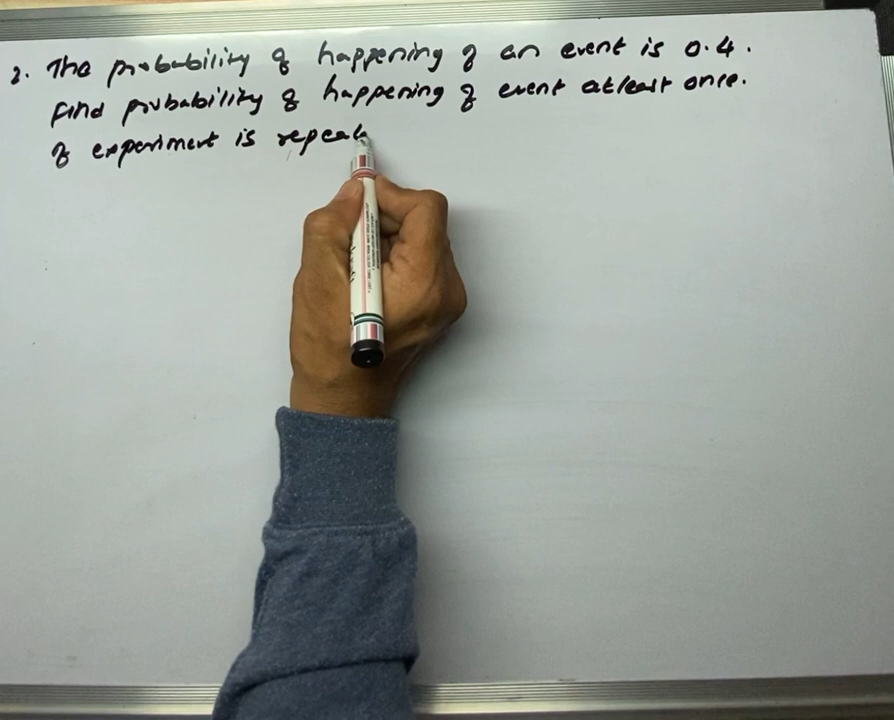 2. The probability of happening of an event is 0.4.
Find probability of happening of event atleast once.
If experiment is repeat